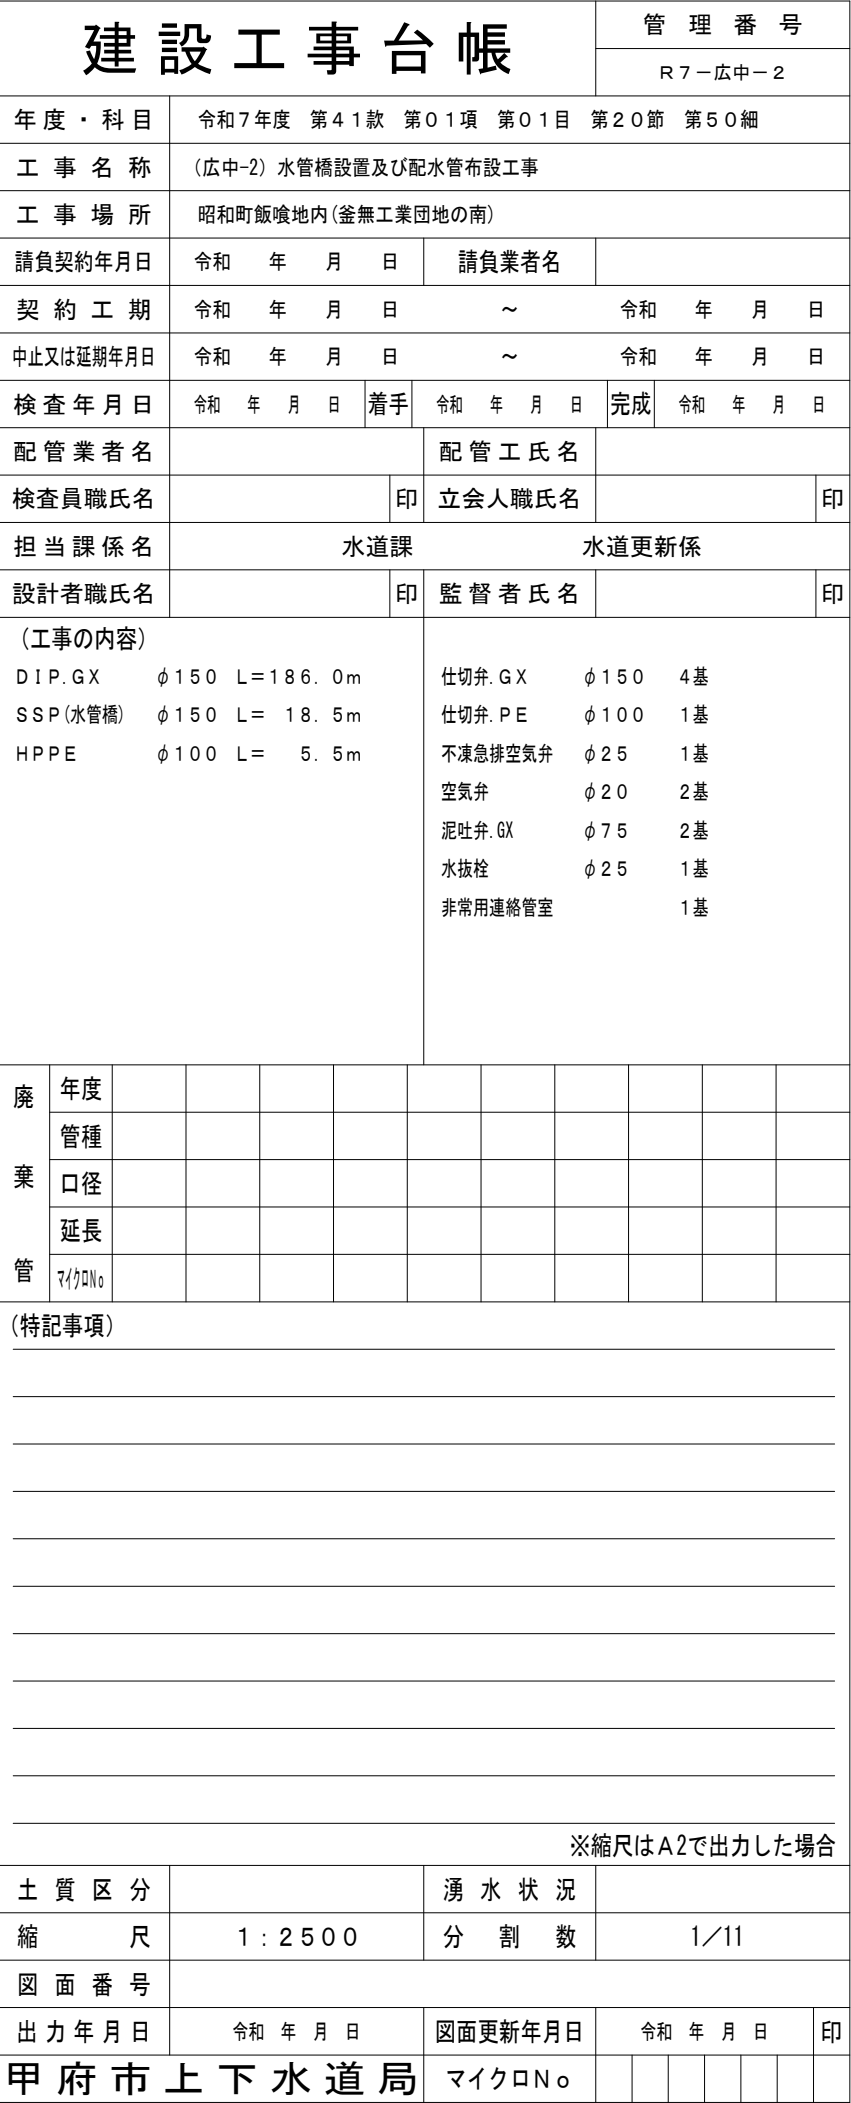 建設工事台帳
管理番号
R7－広中－2
年度・科目 令和7年度 第41款 第01項 第01目 第20節 第50細
工事名称 (広中-2) 水管橋設置及び配水管布設工事
工事場所 昭和町飯喰地内(釜無工業団地の南)
請負契約年月日 令和 年 月 日 請負業者名
契約工期 令和 年 月 日 ～ 令和 年 月 日
中止又は延期年月日 令和 年 月 日 ～ 令和 年 月 日
検査年月日 令和 年 月 日 着手 令和 年 月 日 完成 令和 年 月 日
配管業者名 配管工氏名
検査員職氏名 印 立会人職氏名 印
担当課係名 水道課 水道更新係
設計者職氏名 印 監督者氏名 印
(工事の内容)
DIP.GX φ150 L=186.0m
SSP(水管橋) φ150 L= 18.5m
HPPE φ100 L= 5.5m
仕切弁.GX φ150 4基
仕切弁.PE φ100 1基
不凍急排空気弁 φ25 1基
空気弁 φ20 2基
泥吐弁.GX φ75 2基
水抜栓 φ25 1基
非常用連絡管室 1基
廃棄管
年度
管種
口径
延長
マイクロNo
(特記事項)
※縮尺はA2で出力した場合
土質区分 湧水状況
縮尺 1：2500 分割数 1／11
図面番号
出力年月日 令和 年 月 日 図面更新年月日 令和 年 月 日 印
甲府市上下水道局 マイクロNo